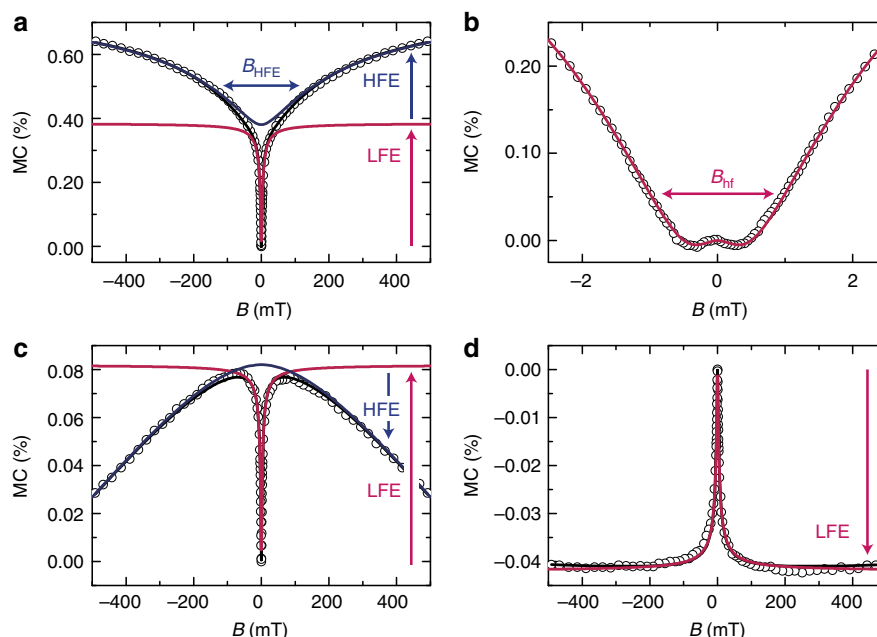 a
MC (%)
0.60
0.40
0.20
0.00
B_HFE
HFE
LFE
–400 –200 0 200 400
B (mT)
b
MC (%)
0.20
0.10
0.00
B_hf
–2 0 2
B (mT)
c
MC (%)
0.08
0.06
0.04
0.02
0.00
HFE
LFE
–400 –200 0 200 400
B (mT)
d
MC (%)
0.00
–0.01
–0.02
–0.03
–0.04
LFE
–400 –200 0 200 400
B (mT)